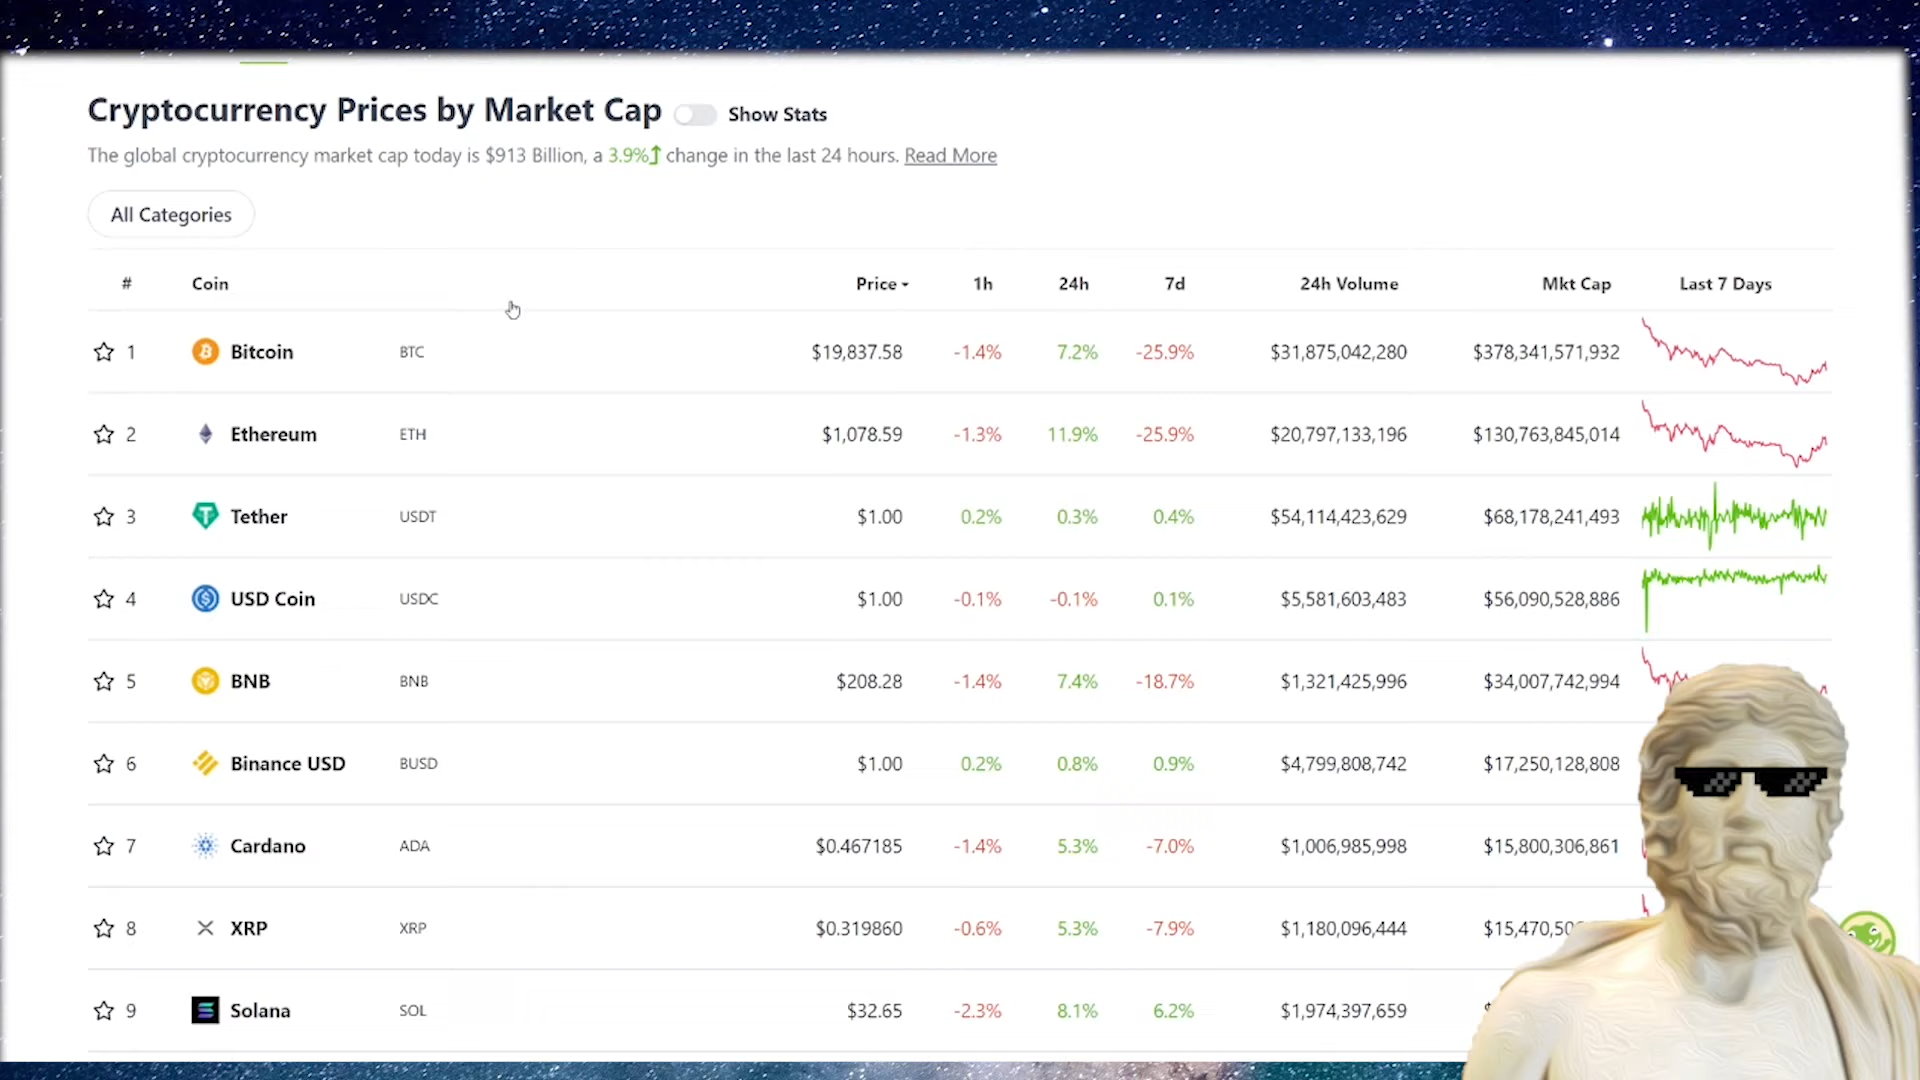 Cryptocurrency Prices by Market Cap Show Stats
The global cryptocurrency market cap today is $913 Billion, a 3.9% change in the last 24 hours. Read More
All Categories
# Coin Price 1h 24h 7d 24h Volume Mkt Cap Last 7 Days
1 Bitcoin BTC $19,837.58 -1.4% 7.2% -25.9% $31,875,042,280 $378,341,571,932
2 Ethereum ETH $1,078.59 -1.3% 11.9% -25.9% $20,797,133,196 $130,763,845,014
3 Tether USDT $1.00 0.2% 0.3% 0.4% $54,114,423,629 $68,178,241,493
4 USD Coin USDC $1.00 -0.1% -0.1% 0.1% $5,581,603,483 $56,090,528,886
5 BNB BNB $208.28 -1.4% 7.4% -18.7% $1,321,425,996 $34,007,742,994
6 Binance USD BUSD $1.00 0.2% 0.8% 0.9% $4,799,808,742 $17,250,128,808
7 Cardano ADA $0.467185 -1.4% 5.3% -7.0% $1,006,985,998 $15,800,306,861
8 XRP XRP $0.319860 -0.6% 5.3% -7.9% $1,180,096,444
9 Solana SOL $32.65 -2.3% 8.1% 6.2% $1,974,397,659